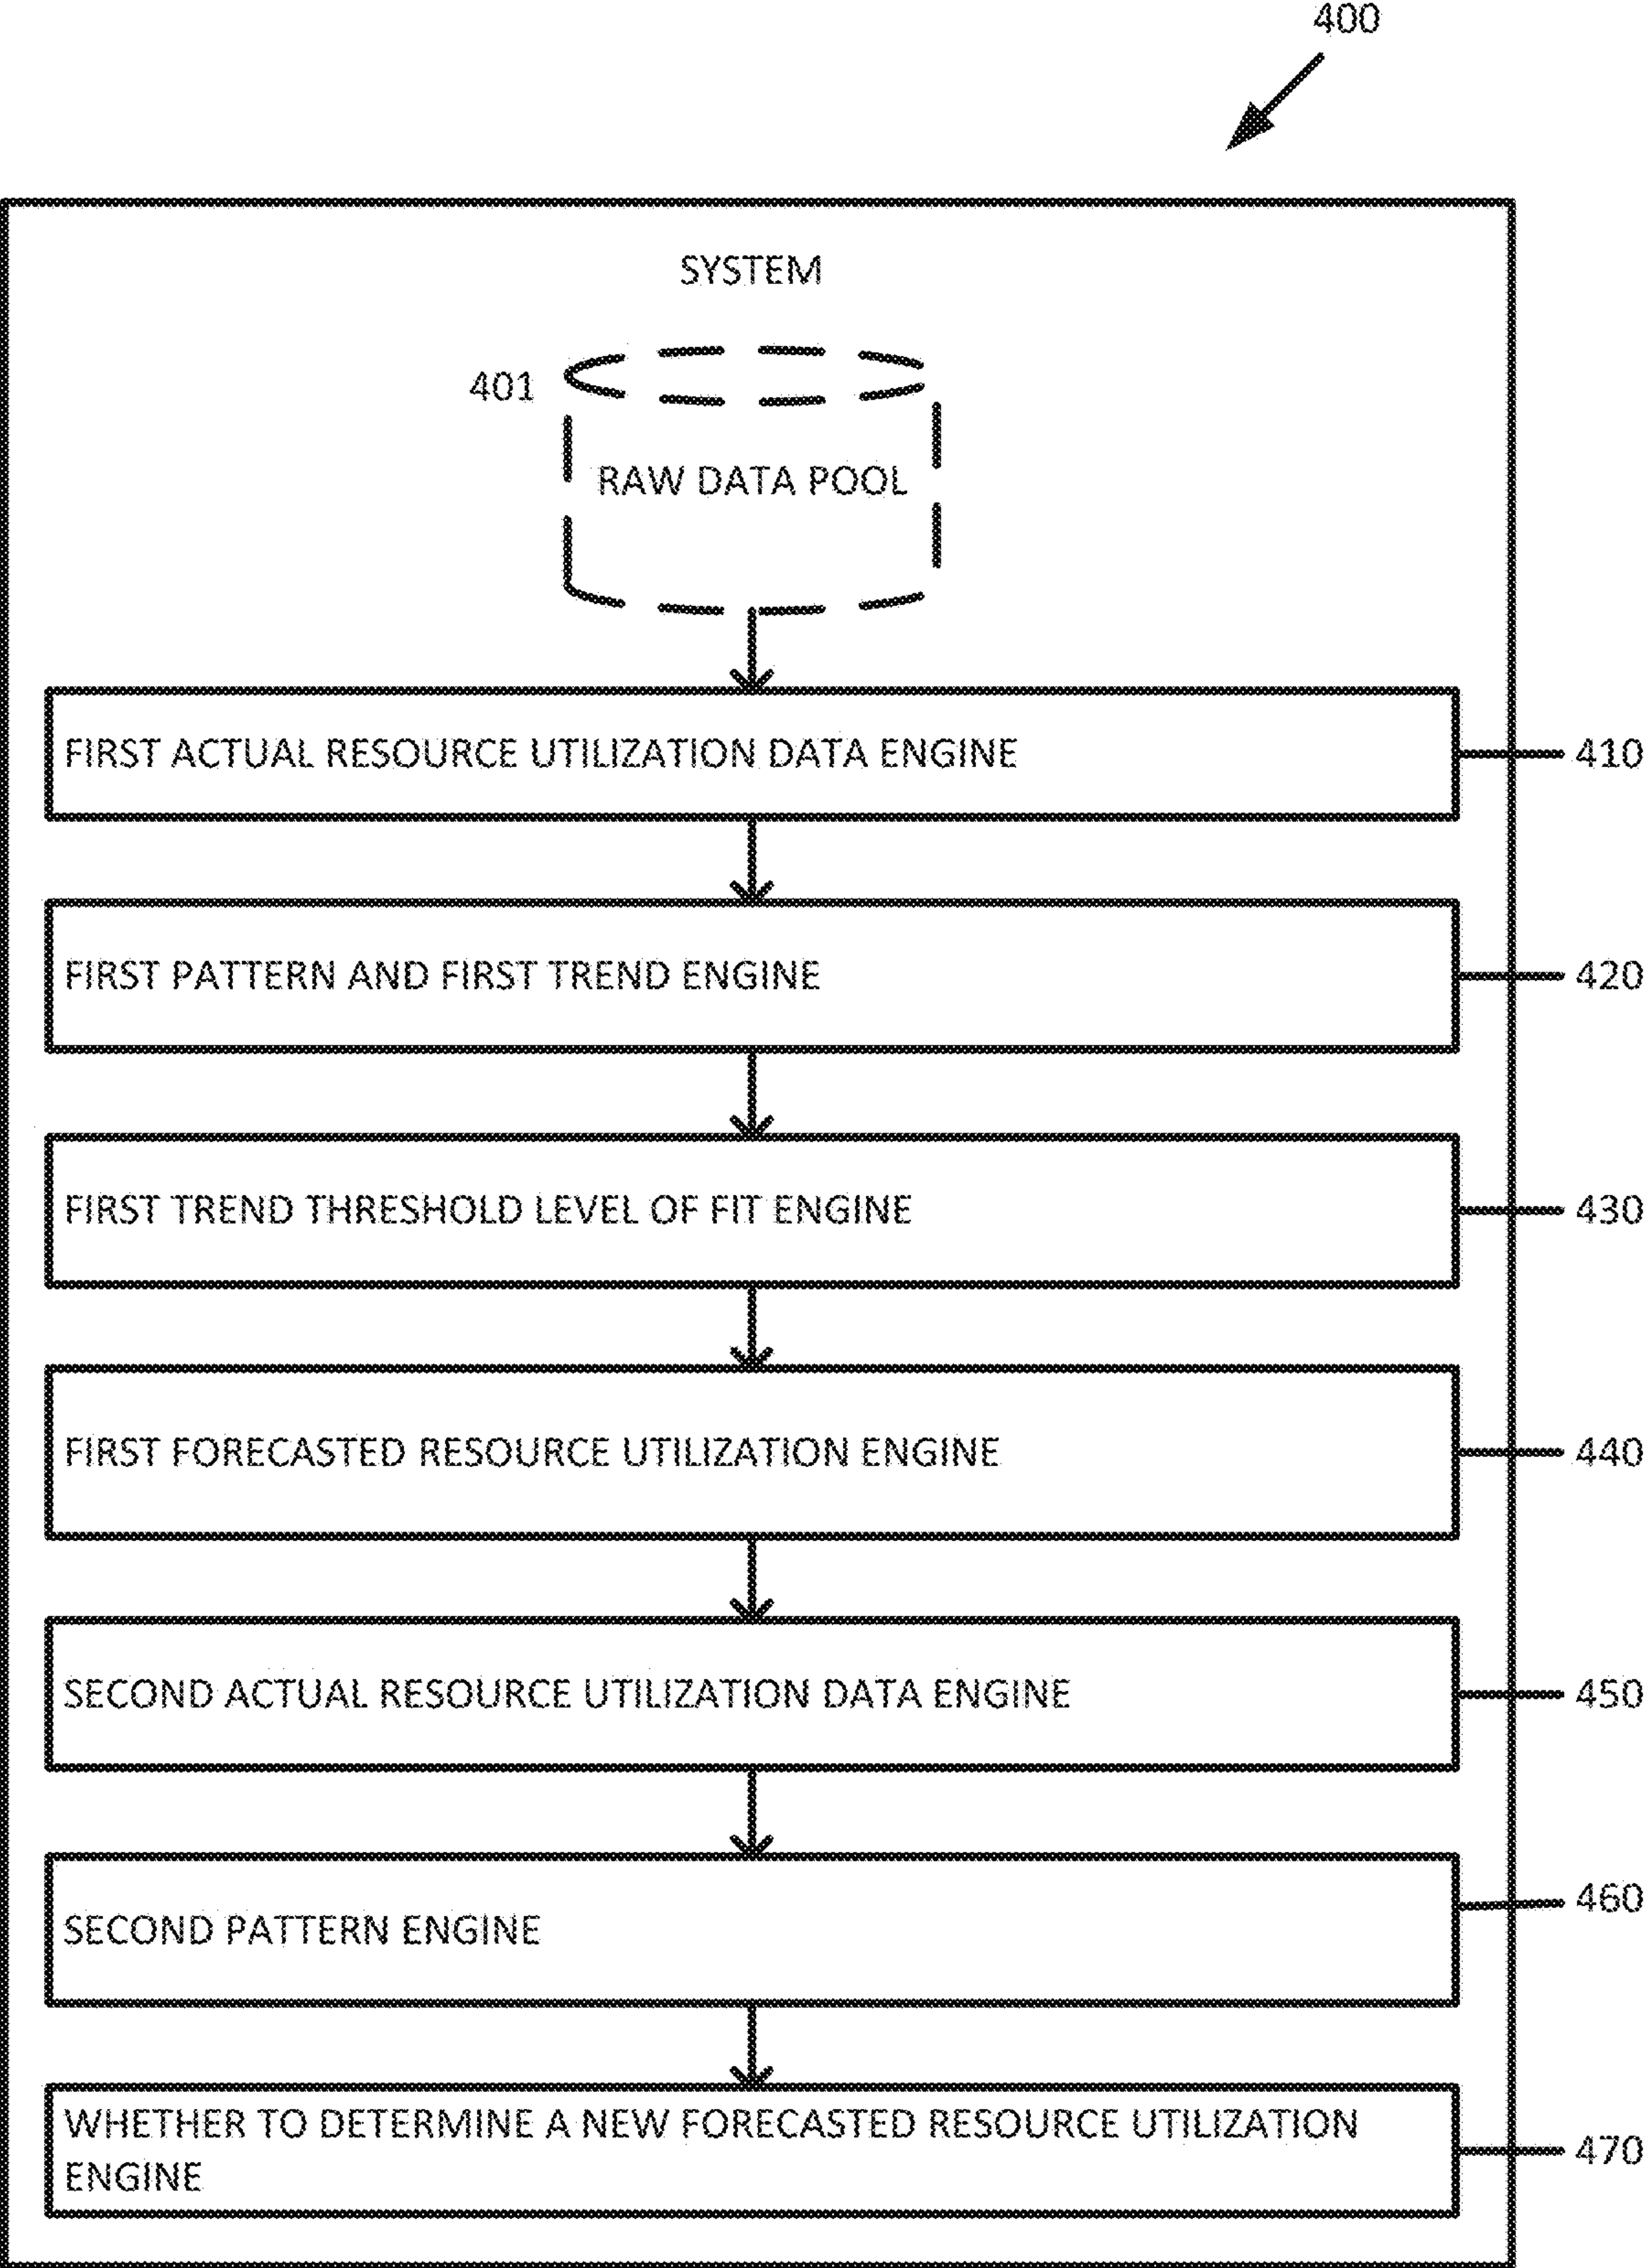 400
SYSTEM
401
RAW DATA POOL
FIRST ACTUAL RESOURCE UTILIZATION DATA ENGINE
410
FIRST PATTERN AND FIRST TREND ENGINE
420
FIRST TREND THRESHOLD LEVEL OF FIT ENGINE
430
FIRST FORECASTED RESOURCE UTILIZATION ENGINE
440
SECOND ACTUAL RESOURCE UTILIZATION DATA ENGINE
450
SECOND PATTERN ENGINE
460
WHETHER TO DETERMINE A NEW FORECASTED RESOURCE UTILIZATION
ENGINE
470